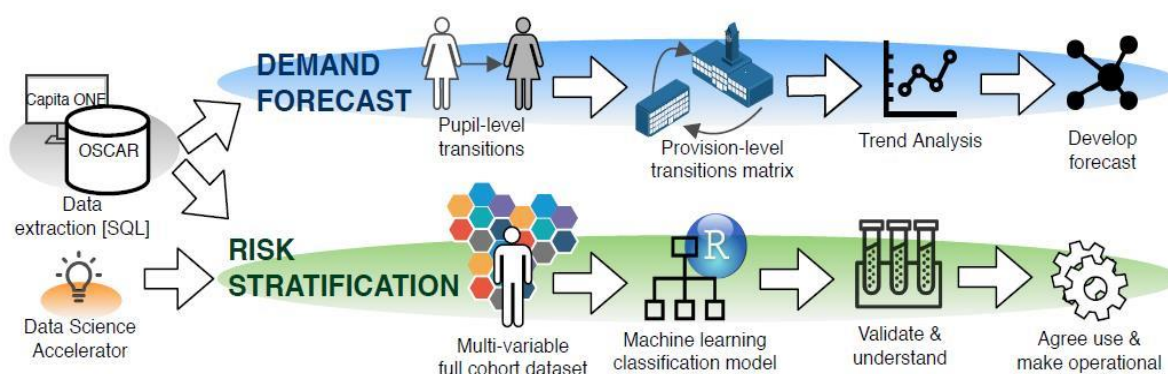 Capita ONE
OSCAR
Data
extraction [SQL]
Data Science
Accelerator
DEMAND
FORECAST
Pupil-level
transitions
Provision-level
transitions matrix
Trend Analysis
Develop
forecast
RISK
STRATIFICATION
Multi-variable
full cohort dataset
R
Machine learning
classification model
Validate &
understand
Agree use &
make operational